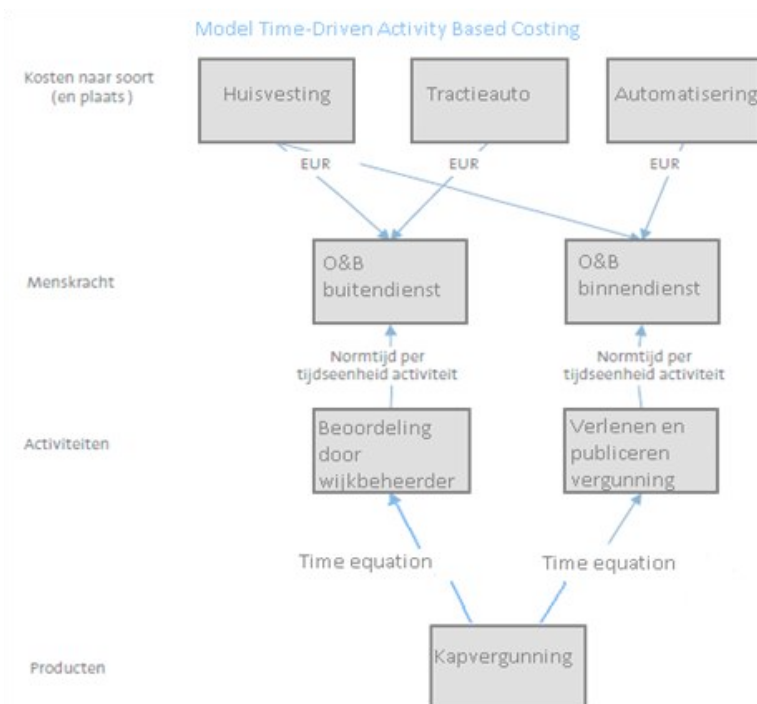 Model Time-Driven Activity Based Costing
Kosten naar soort
(en plaats)
Huisvesting
Tractieauto
Automatisering
EUR
EUR
EUR
Menskracht
O&B
buitendienst
O&B
binnendienst
Normtijd per
tijdseenheid activiteit
Normtijd per
tijdseenheid activiteit
Activiteiten
Beoordeling
door
wijkbeheerder
Verlenen en
publiceren
vergunning
Time equation
Time equation
Producten
Kapvergunning